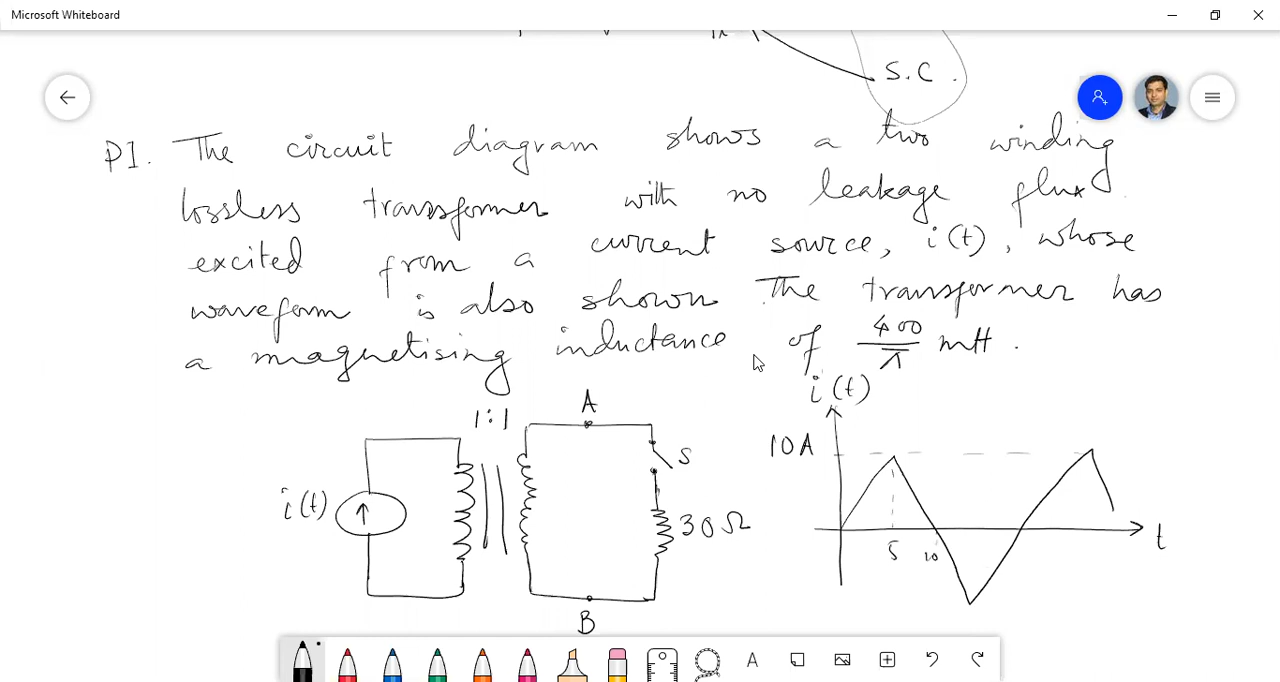 Microsoft Whiteboard
S.C.
P1. The circuit diagram shows a two winding
lossless transformer with no leakage flux
excited from a current source, i(t), whose
waveform is also shown. The transformer has
a magnetising inductance of 400/π mH.
i(t)
A
1:1
10A
S
i(t)
30Ω
t
5
10
B
A